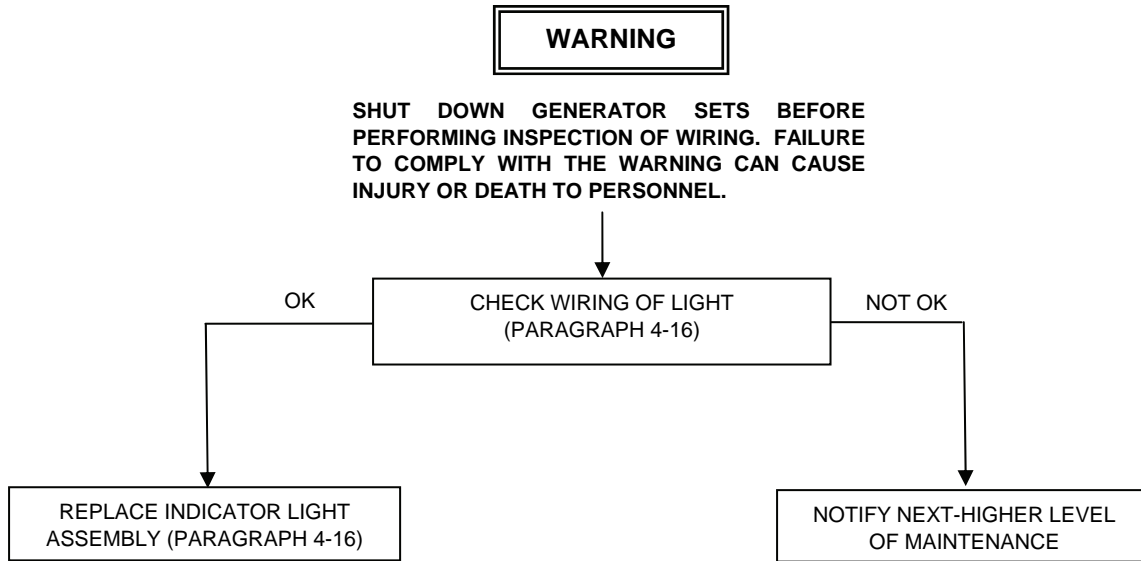 WARNING
SHUT DOWN GENERATOR SETS BEFORE
PERFORMING INSPECTION OF WIRING. FAILURE
TO COMPLY WITH THE WARNING CAN CAUSE
INJURY OR DEATH TO PERSONNEL.
OK
CHECK WIRING OF LIGHT
(PARAGRAPH 4-16)
NOT OK
REPLACE INDICATOR LIGHT
ASSEMBLY (PARAGRAPH 4-16)
NOTIFY NEXT-HIGHER LEVEL
OF MAINTENANCE